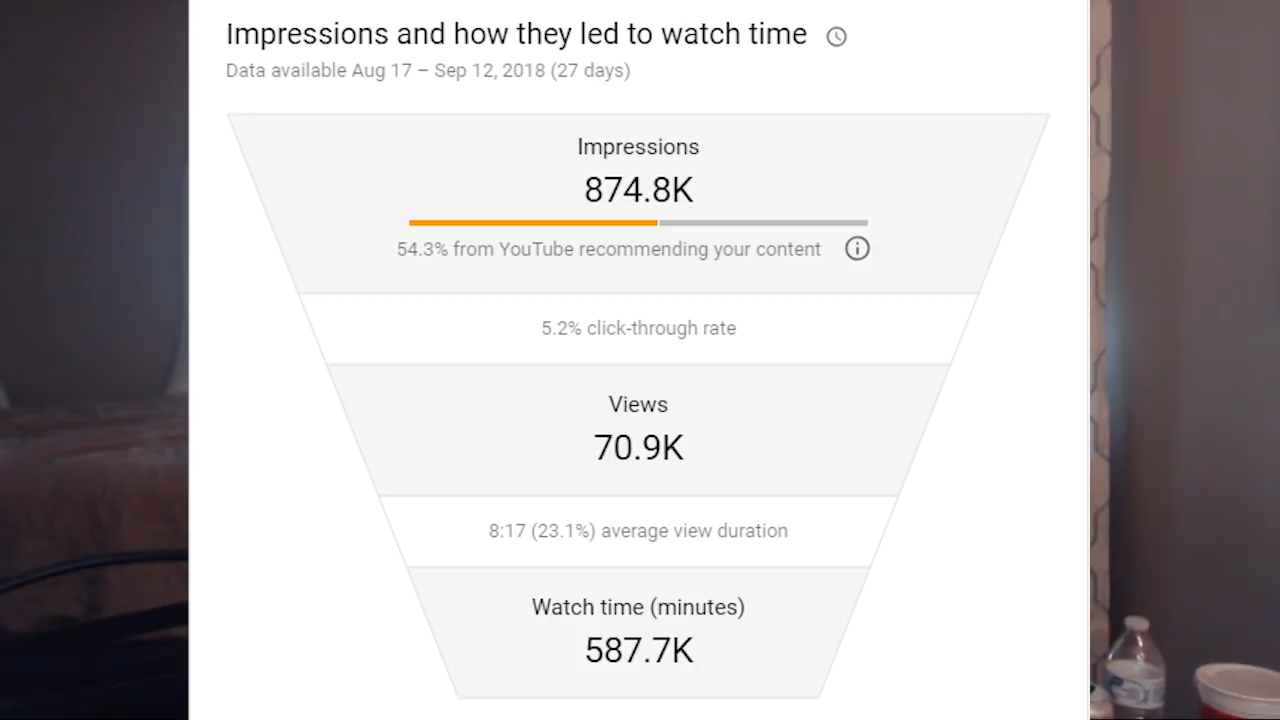 Impressions and how they led to watch time
Data available Aug 17 – Sep 12, 2018 (27 days)
Impressions
874.8K
54.3% from YouTube recommending your content
5.2% click-through rate
Views
70.9K
8:17 (23.1%) average view duration
Watch time (minutes)
587.7K